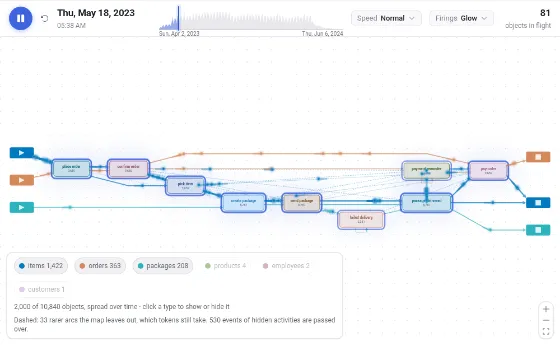 Thu, May 18, 2023
05:38 AM
Sun, Apr 2, 2023
Thu, Jun 6, 2024
Speed Normal
Firings Glow
81
objects in flight
place order
confirm order
pick item
create package
send package
failed delivery
package delivered
pay order
items 1,422
orders 363
packages 208
products 4
employees 2
customers 1
2,000 of 10,840 objects, spread over time · click a type to show or hide it
Dashed: 33 rarer arcs the map leaves out, which tokens still take. 530 events of hidden activities are passed
over.